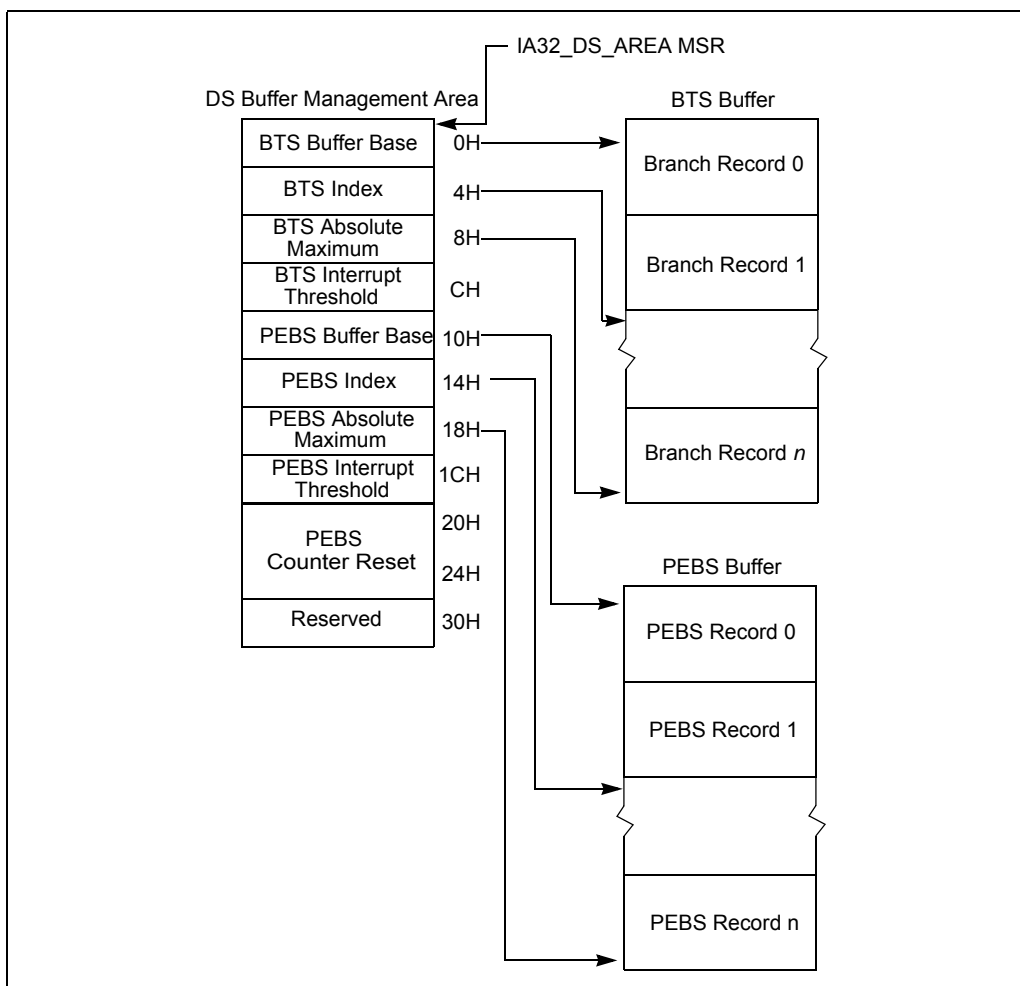 IA32_DS_AREA MSR
DS Buffer Management Area
BTS Buffer Base 0H
BTS Index 4H
BTS Absolute
Maximum 8H
BTS Interrupt
Threshold CH
PEBS Buffer Base 10H
PEBS Index 14H
PEBS Absolute
Maximum 18H
PEBS Interrupt
Threshold 1CH
20H
PEBS
Counter Reset
24H
Reserved 30H
BTS Buffer
Branch Record 0
Branch Record 1
Branch Record n
PEBS Buffer
PEBS Record 0
PEBS Record 1
PEBS Record n